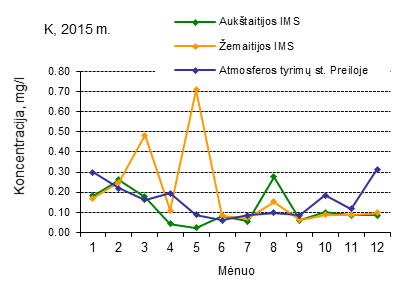 K, 2015 m.
Aukštaitijos IMS
Žemaitijos IMS
Atmosferos tyrimų st. Preiloje
Koncentracija, mg/l
0.80
0.70
0.60
0.50
0.40
0.30
0.20
0.10
0.00
1 2 3 4 5 6 7 8 9 10 11 12
Mėnuo